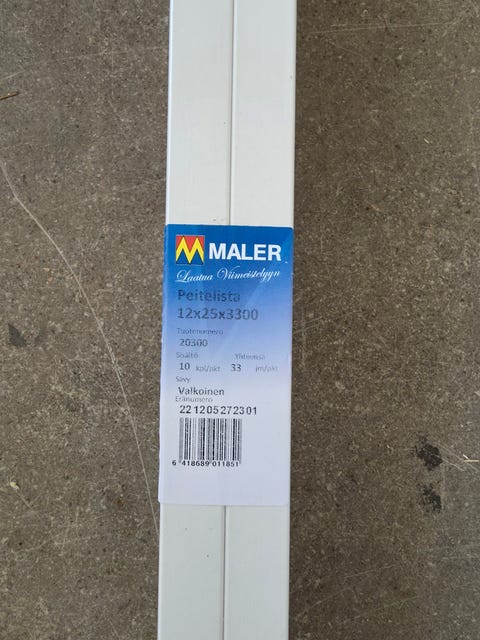 MALER
Laatua Viimeistelyyn
Peitelista
12x25x3300
Tuotenumero
20300
Sisältö Yhteensä
10 kpl/pkt 33 jm/pkt
Sävy
Valkoinen
Eränumero
221205272301
6 418689 011851